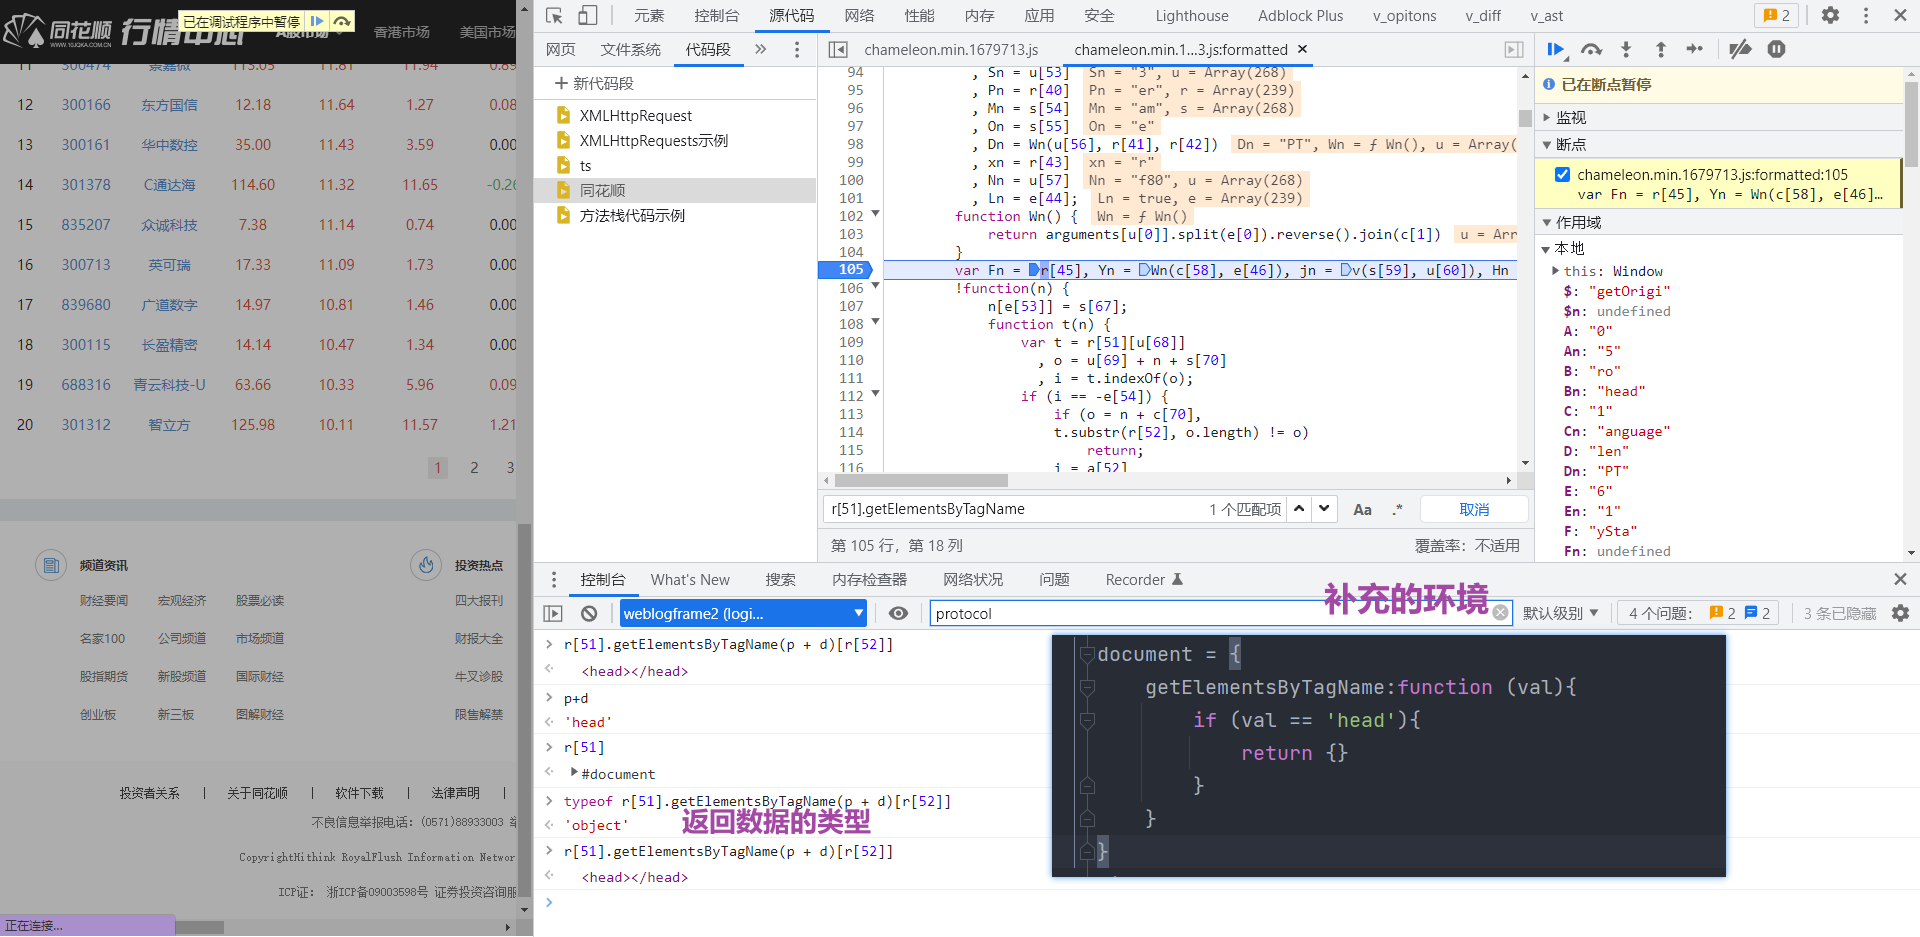 同花顺 行情中心
WWW.10JQKA.COM.CN
已在调试程序中暂停
A股市场 香港市场 美国市场
11 300474 景嘉微 113.05 11.81 11.94 0.89
12 300166 东方国信 12.18 11.64 1.27 0.08
13 300161 华中数控 35.00 11.43 3.59 0.00
14 301378 C通达海 114.60 11.32 11.65 -0.26
15 835207 众诚科技 7.38 11.14 0.74 0.00
16 300713 英可瑞 17.33 11.09 1.73 0.00
17 839680 广道数字 14.97 10.81 1.46 0.00
18 300115 长盈精密 14.14 10.47 1.34 0.00
19 688316 青云科技-U 63.66 10.33 5.96 0.09
20 301312 智立方 125.98 10.11 11.57 1.21
1 2 3
频道资讯 投资热点
财经要闻 宏观经济 股票必读 四大报刊
名家100 公司频道 市场频道 财报大全
股指期货 新股频道 国际财经 牛叉诊股
创业板 新三板 图解财经 限售解禁
投资者关系 | 关于同花顺 | 软件下载 | 法律声明 |
不良信息举报电话：(0571)88933003 举
CopyrightHithink RoyalFlush Information Networ
ICP证： 浙ICP备09003598号 证券投资咨询服
正在连接...
元素 控制台 源代码 网络 性能 内存 应用 安全 Lighthouse Adblock Plus v_opitons v_diff v_ast 2
网页 文件系统 代码段 »
+ 新代码段
XMLHttpRequest
XMLHttpRequests示例
ts
同花顺
方法栈代码示例
chameleon.min.1679713.js chameleon.min.1...3.js:formatted ×
94 , Sn = u[53] Sn = "3", u = Array(268)
95 , Pn = r[40] Pn = "er", r = Array(239)
96 , Mn = s[54] Mn = "am", s = Array(268)
97 , On = s[55] On = "e"
98 , Dn = Wn(u[56], r[41], r[42]) Dn = "PT", Wn = ƒ Wn(), u = Array(
99 , xn = r[43] xn = "r"
100 , Nn = u[57] Nn = "f80", u = Array(268)
101 , Ln = e[44]; Ln = true, e = Array(239)
102 function Wn() { Wn = ƒ Wn()
103 return arguments[u[0]].split(e[0]).reverse().join(c[1]) u = Arr
104 }
105 var Fn = r[45], Yn = Wn(c[58], e[46]), jn = v(s[59], u[60]), Hn
106 !function(n) {
107 n[e[53]] = s[67];
108 function t(n) {
109 var t = r[51][u[68]]
110 , o = u[69] + n + s[70]
111 , i = t.indexOf(o);
112 if (i == -e[54]) {
113 if (o = n + c[70],
114 t.substr(r[52], o.length) != o)
115 return;
116 i = a[52]
r[51].getElementsByTagName 1 个匹配项 Aa .* 取消
第 105 行，第 18 列 覆盖率：不适用
已在断点暂停
监视
断点
chameleon.min.1679713.js:formatted:105
var Fn = r[45], Yn = Wn(c[58], e[46]…
作用域
本地
this: Window
$: "getOrigi"
$n: undefined
A: "0"
An: "5"
B: "ro"
Bn: "head"
C: "1"
Cn: "anguage"
D: "len"
Dn: "PT"
E: "6"
En: "1"
F: "ySta"
Fn: undefined
控制台 What's New 搜索 内存检查器 网络状况 问题 Recorder
weblogframe2 (logi... protocol 默认级别 4 个问题： 2 2 3 条已隐藏
补充的环境
r[51].getElementsByTagName(p + d)[r[52]]
<head></head>
p+d
'head'
r[51]
#document
typeof r[51].getElementsByTagName(p + d)[r[52]]
'object'
返回数据的类型
r[51].getElementsByTagName(p + d)[r[52]]
<head></head>
document = {
getElementsByTagName:function (val){
if (val == 'head'){
return {}
}
}
}